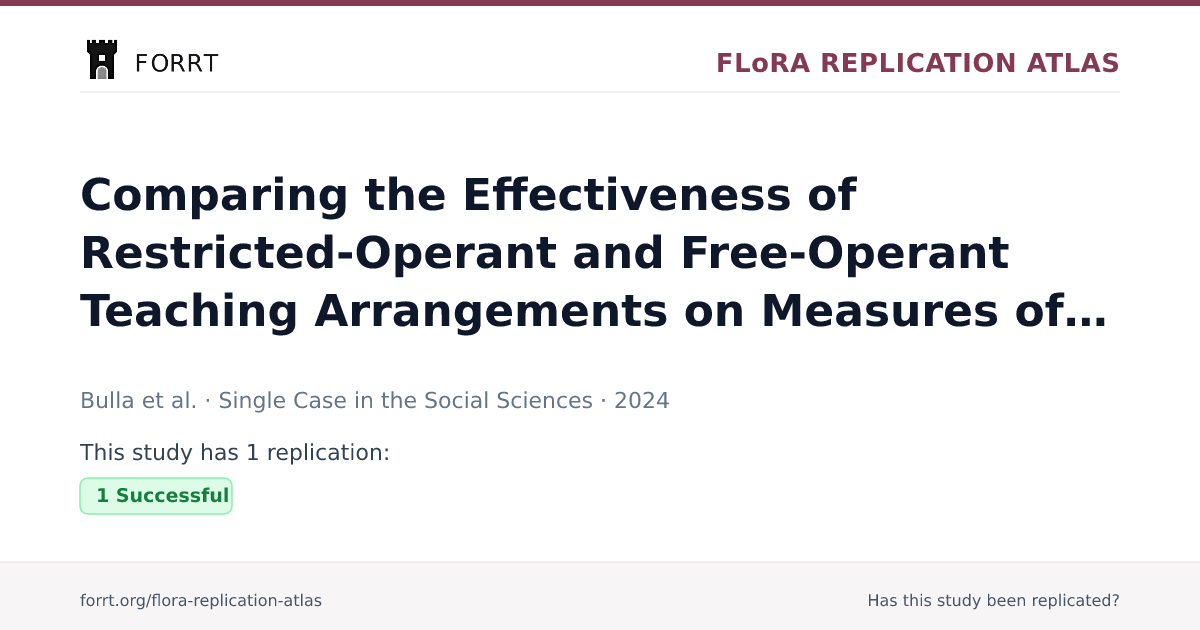 FORRT
FLoRA REPLICATION ATLAS
Comparing the Effectiveness of
Restricted-Operant and Free-Operant
Teaching Arrangements on Measures of…
Bulla et al. · Single Case in the Social Sciences · 2024
This study has 1 replication:
1 Successful
forrt.org/flora-replication-atlas
Has this study been replicated?